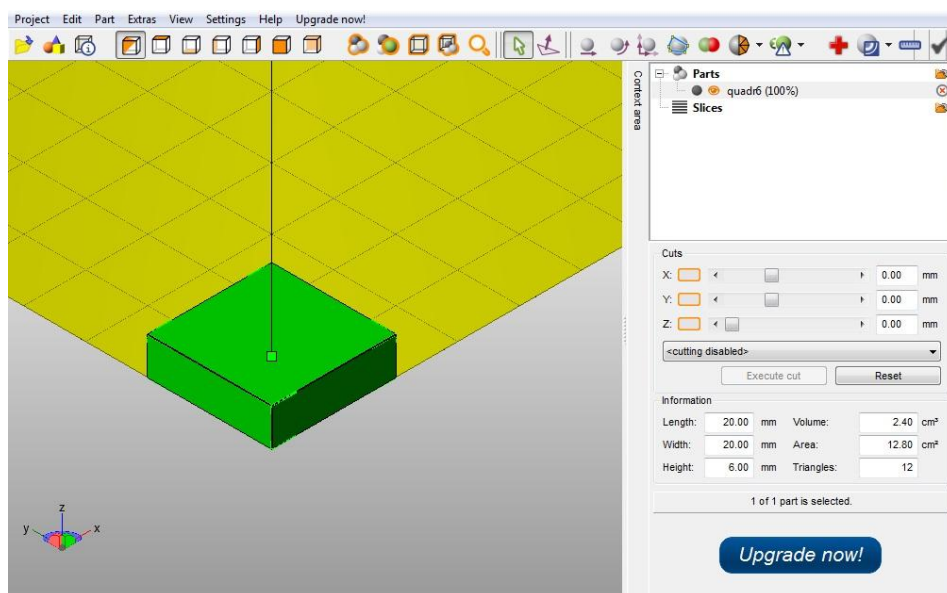 Project Edit Part Extras View Settings Help Upgrade now!
Context area
Parts
quadr6 (100%)
Slices
Cuts
X: 0.00 mm
Y: 0.00 mm
Z: 0.00 mm
<cutting disabled>
Execute cut Reset
Information
Length: 20.00 mm Volume: 2.40 cm³
Width: 20.00 mm Area: 12.80 cm²
Height: 6.00 mm Triangles: 12
1 of 1 part is selected.
Upgrade now!
z
y x